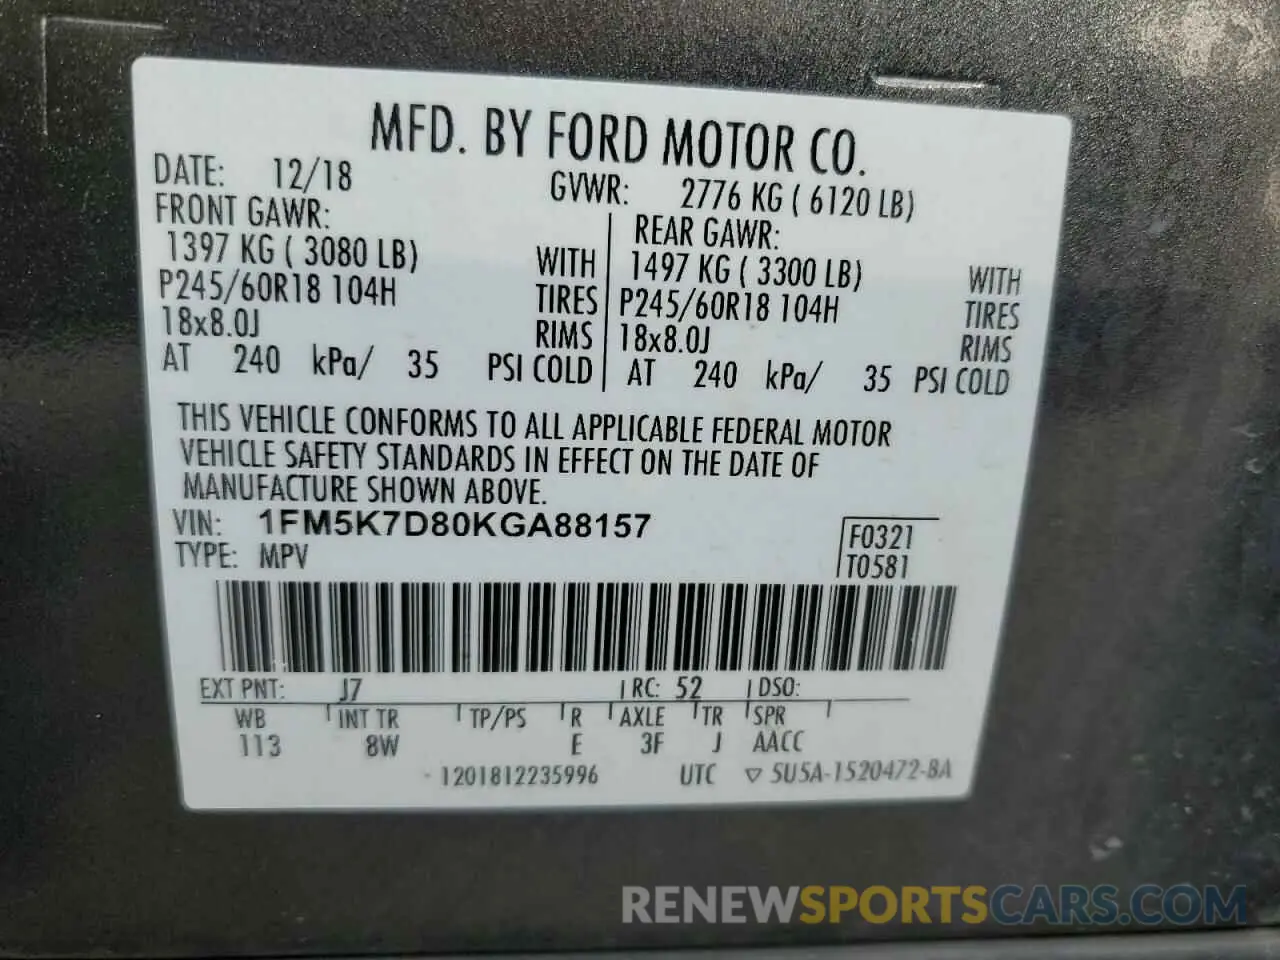 MFD. BY FORD MOTOR CO.
DATE: 12/18 GVWR: 2776 KG ( 6120 LB)
FRONT GAWR: REAR GAWR:
1397 KG ( 3080 LB) WITH 1497 KG ( 3300 LB) WITH
P245/60R18 104H TIRES P245/60R18 104H TIRES
18x8.0J RIMS 18x8.0J RIMS
AT 240 kPa/ 35 PSI COLD AT 240 kPa/ 35 PSI COLD
THIS VEHICLE CONFORMS TO ALL APPLICABLE FEDERAL MOTOR
VEHICLE SAFETY STANDARDS IN EFFECT ON THE DATE OF
MANUFACTURE SHOWN ABOVE.
VIN: 1FM5K7D80KGA88157 F0321
TYPE: MPV T0581
EXT PNT: J7 RC: 52 DSO:
WB INT TR TP/PS R AXLE TR SPR
113 8W E 3F J AACC
1201812235996 UTC ▽ 5U5A-1520472-BA
RENEWSPORTSCARS.COM